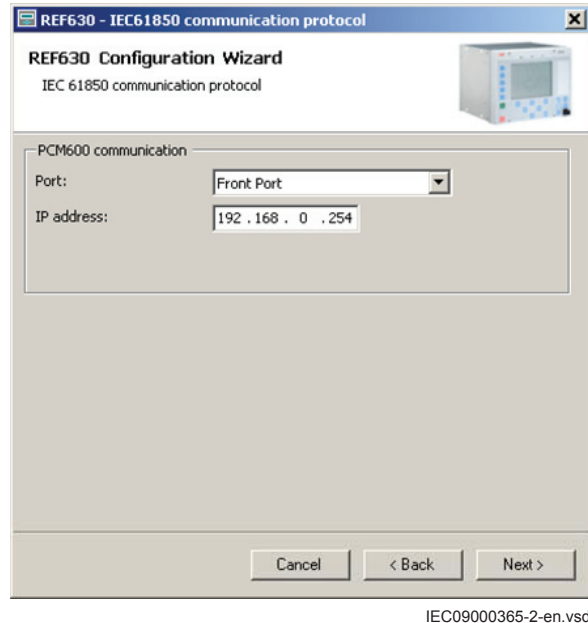 REF630 - IEC61850 communication protocol
REF630 Configuration Wizard
IEC 61850 communication protocol
PCM600 communication
Port: Front Port
IP address: 192 .168 . 0 .254
Cancel < Back Next >
IEC09000365-2-en.vsd